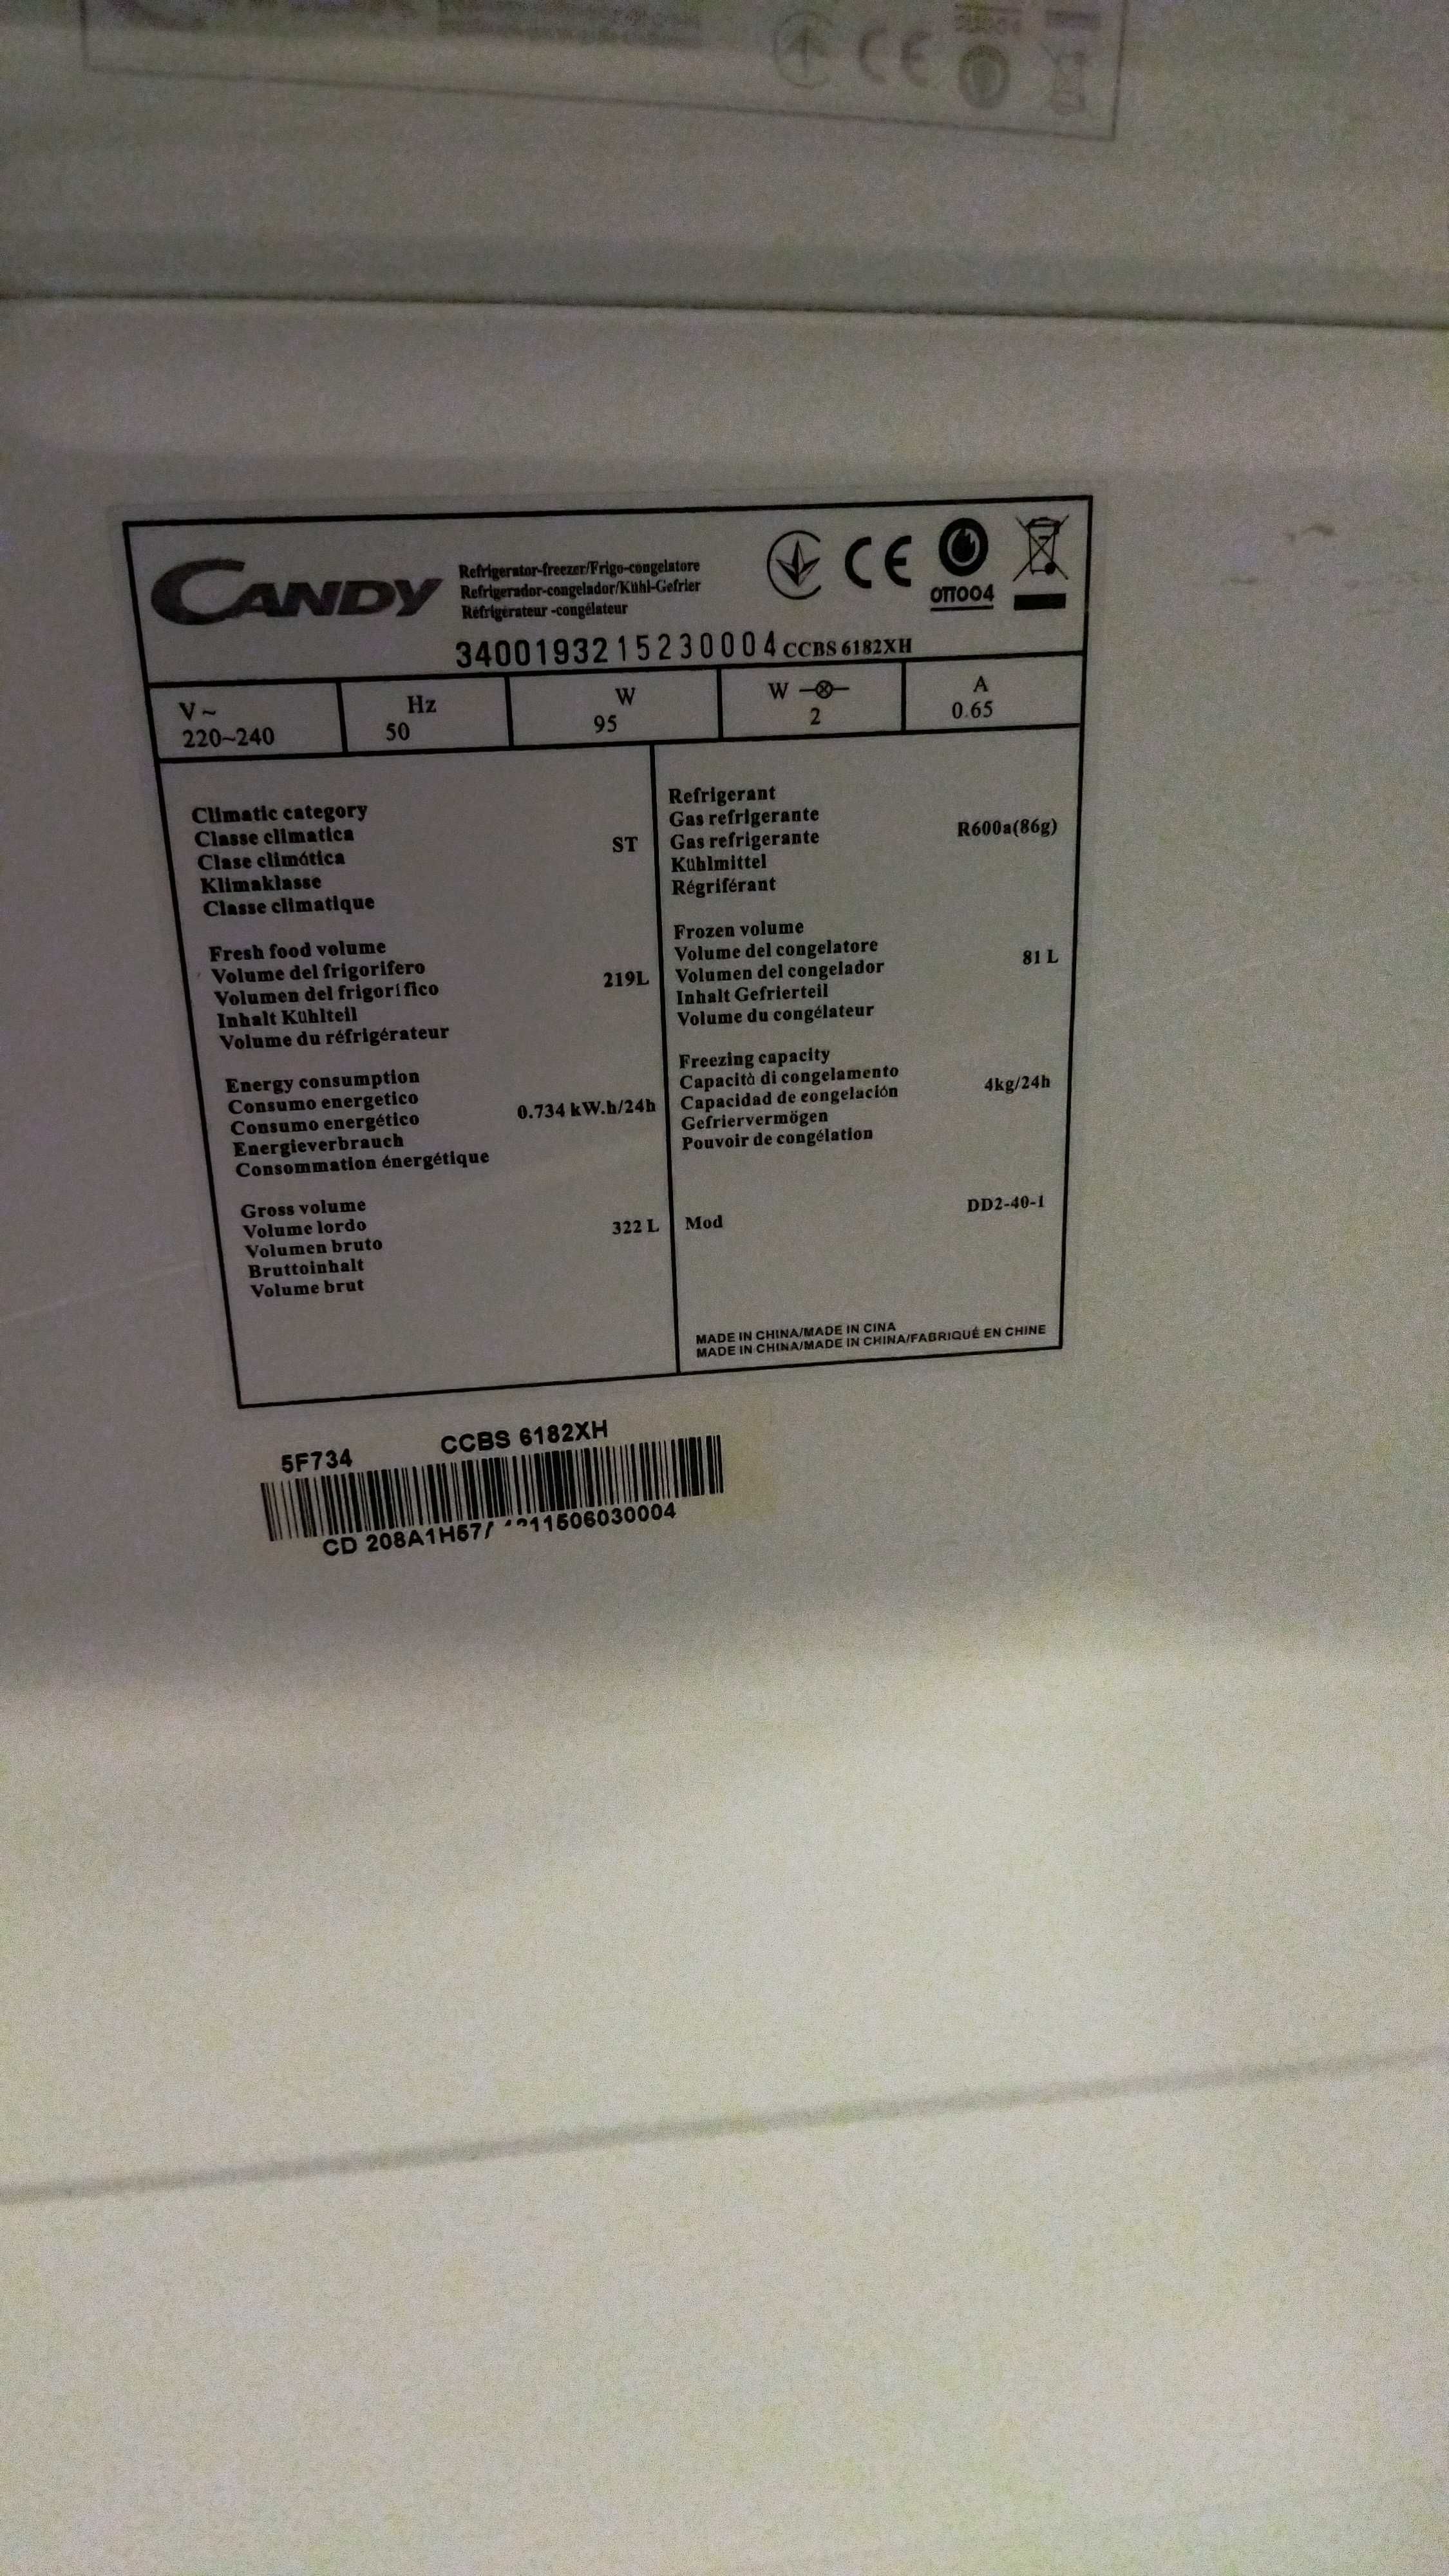 CANDY
Refrigerator-freezer/Frigo-congelatore
Refrigerador-congelador/Kühl-Gefrier
Réfrigérateur -congélateur
CE
ОПО04
3400193215230004 CCBS 6182XH
V~
220~240
Hz
50
W
95
W
2
A
0.65
Climatic category
Classe climatica
Clase climótica
Klimaklasse
Classe climatique
ST
Refrigerant
Gas refrigerante
Gas refrigerante
Kühlmittel
Régriférant
R600a(86g)
Fresh food volume
Volume del frigorifero
Volumen del frigorífico
Inhalt Kühlteil
Volume du réfrigérateur
219L
Frozen volume
Volume del congelatore
Volumen del congelador
Inhalt Gefrierteil
Volume du congélateur
81 L
Energy consumption
Consumo energetico
Consumo energético
Energieverbrauch
Consommation énergétique
0.734 kW.h/24h
Freezing capacity
Capacità di congelamento
Capacidad de congelación
Gefriervermögen
Pouvoir de congélation
4kg/24h
Gross volume
Volume lordo
Volumen bruto
Bruttoinhalt
Volume brut
322 L
Mod
DD2-40-1
MADE IN CHINA/MADE IN CINA
MADE IN CHINA/MADE IN CHINA/FABRIQUÉ EN CHINE
5F734
CCBS 6182XH
CD